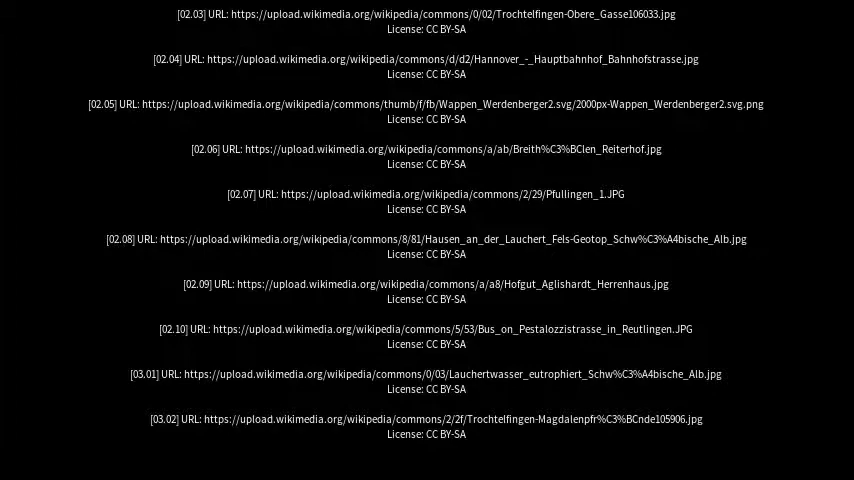 [02.03] URL: https://upload.wikimedia.org/wikipedia/commons/0/02/Trochtelfingen-Obere_Gasse106033.jpg
License: CC BY-SA
[02.04] URL: https://upload.wikimedia.org/wikipedia/commons/d/d2/Hannover_-_Hauptbahnhof_Bahnhofstrasse.jpg
License: CC BY-SA
[02.05] URL: https://upload.wikimedia.org/wikipedia/commons/thumb/f/fb/Wappen_Werdenberger2.svg/2000px-Wappen_Werdenberger2.svg.png
License: CC BY-SA
[02.06] URL: https://upload.wikimedia.org/wikipedia/commons/a/ab/Breith%C3%BClen_Reiterhof.jpg
License: CC BY-SA
[02.07] URL: https://upload.wikimedia.org/wikipedia/commons/2/29/Pfullingen_1.JPG
License: CC BY-SA
[02.08] URL: https://upload.wikimedia.org/wikipedia/commons/8/81/Hausen_an_der_Lauchert_Fels-Geotop_Schw%C3%A4bische_Alb.jpg
License: CC BY-SA
[02.09] URL: https://upload.wikimedia.org/wikipedia/commons/a/a8/Hofgut_Aglishardt_Herrenhaus.jpg
License: CC BY-SA
[02.10] URL: https://upload.wikimedia.org/wikipedia/commons/5/53/Bus_on_Pestalozzistrasse_in_Reutlingen.JPG
License: CC BY-SA
[03.01] URL: https://upload.wikimedia.org/wikipedia/commons/0/03/Lauchertwasser_eutrophiert_Schw%C3%A4bische_Alb.jpg
License: CC BY-SA
[03.02] URL: https://upload.wikimedia.org/wikipedia/commons/2/2f/Trochtelfingen-Magdalenpfr%C3%BCnde105906.jpg
License: CC BY-SA